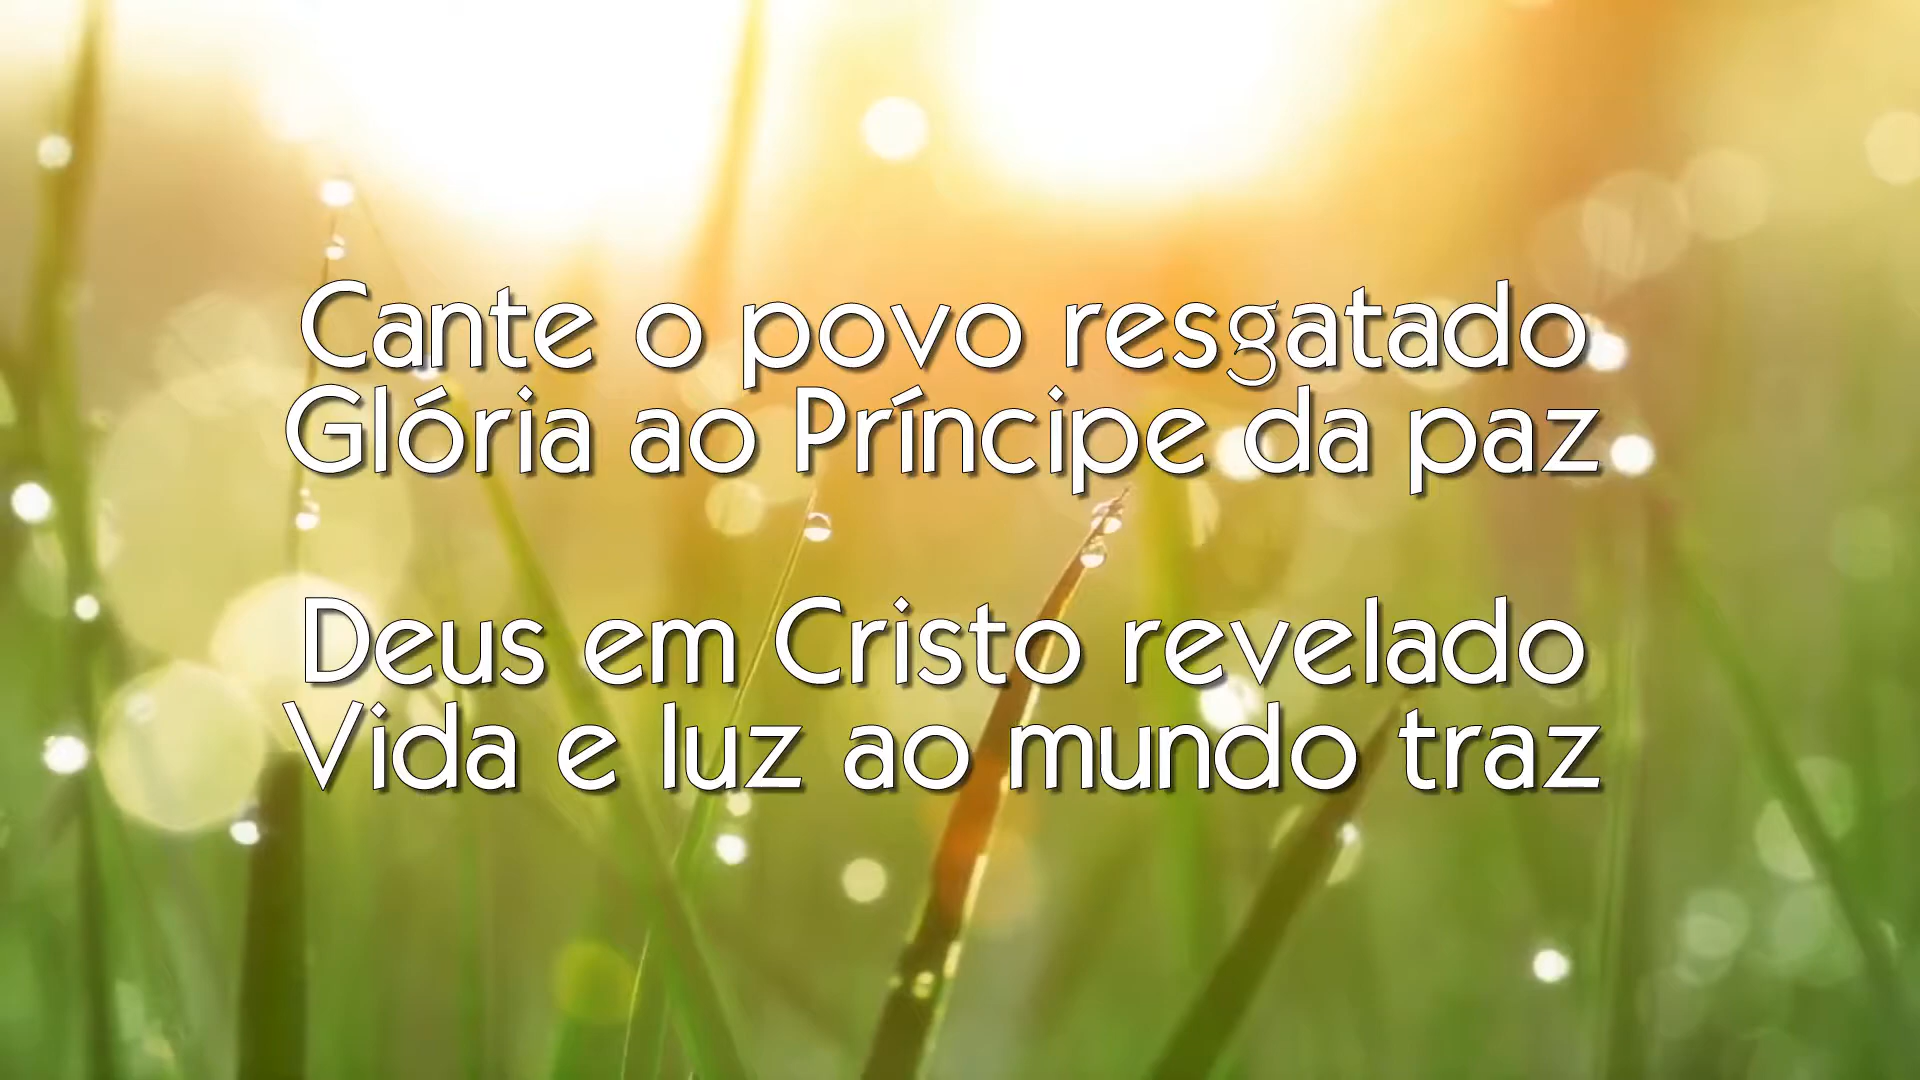 Cante o povo resgatado
Glória ao Príncipe da paz
Deus em Cristo revelado
Vida e luz ao mundo traz